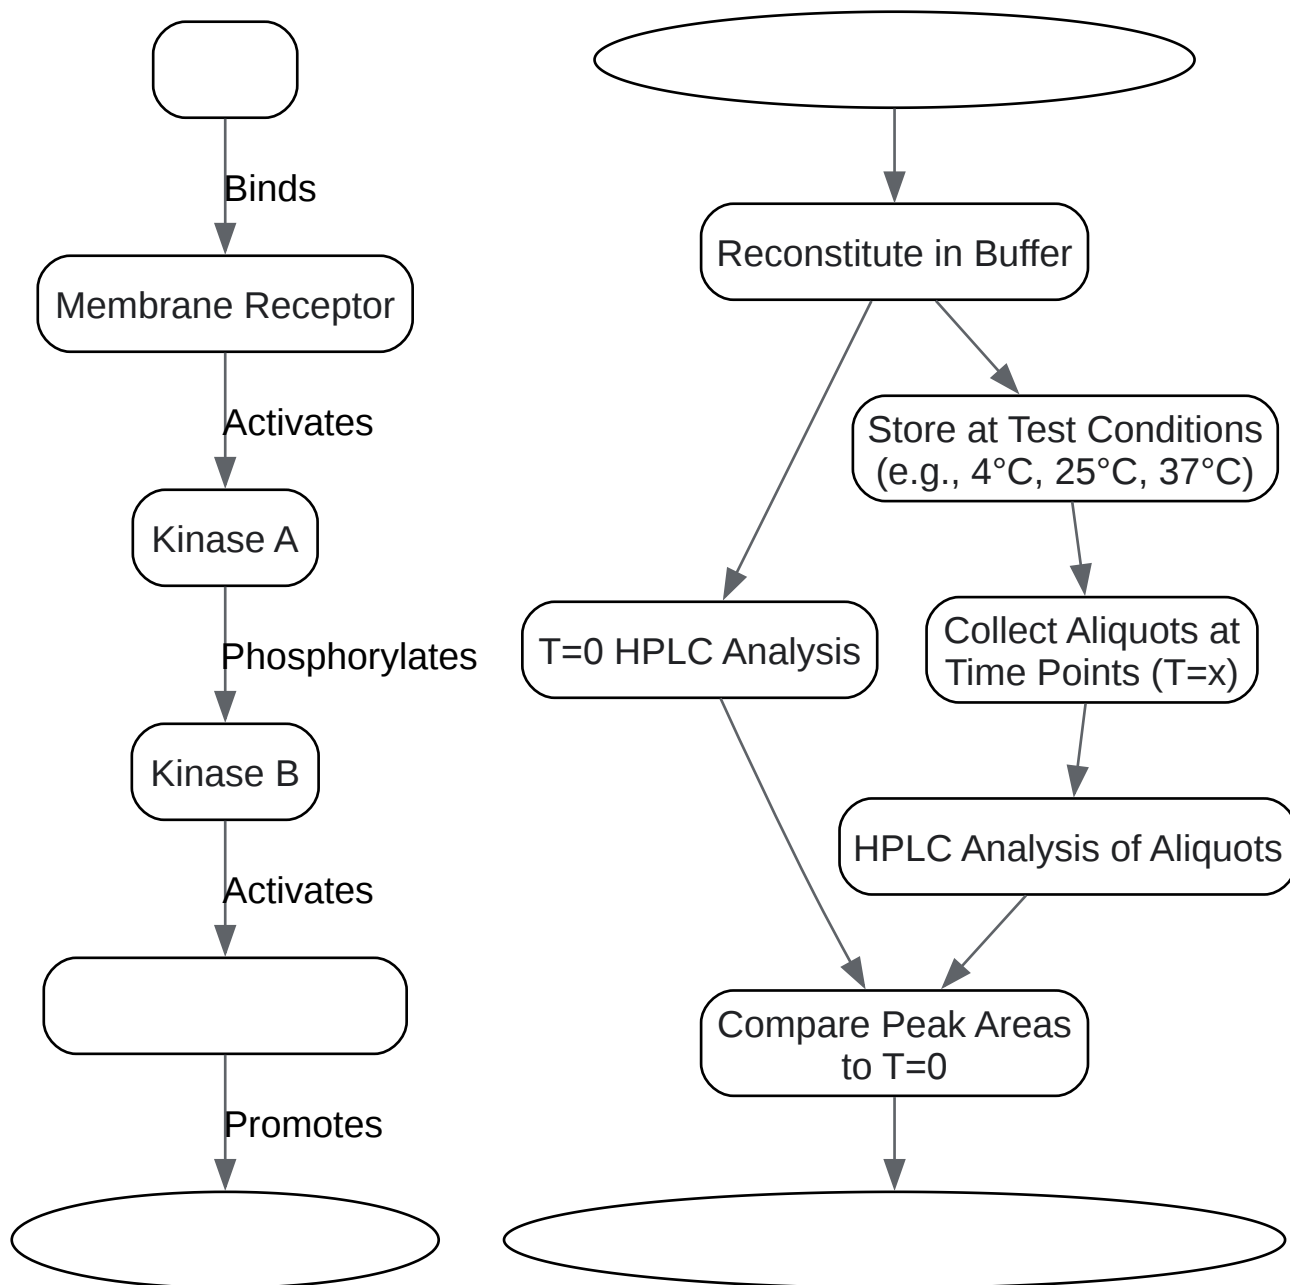 Binds
Membrane Receptor
Activates
Kinase A
Phosphorylates
Kinase B
Activates
Promotes
Reconstitute in Buffer
Store at Test Conditions
(e.g., 4°C, 25°C, 37°C)
T=0 HPLC Analysis
Collect Aliquots at
Time Points (T=x)
HPLC Analysis of Aliquots
Compare Peak Areas
to T=0